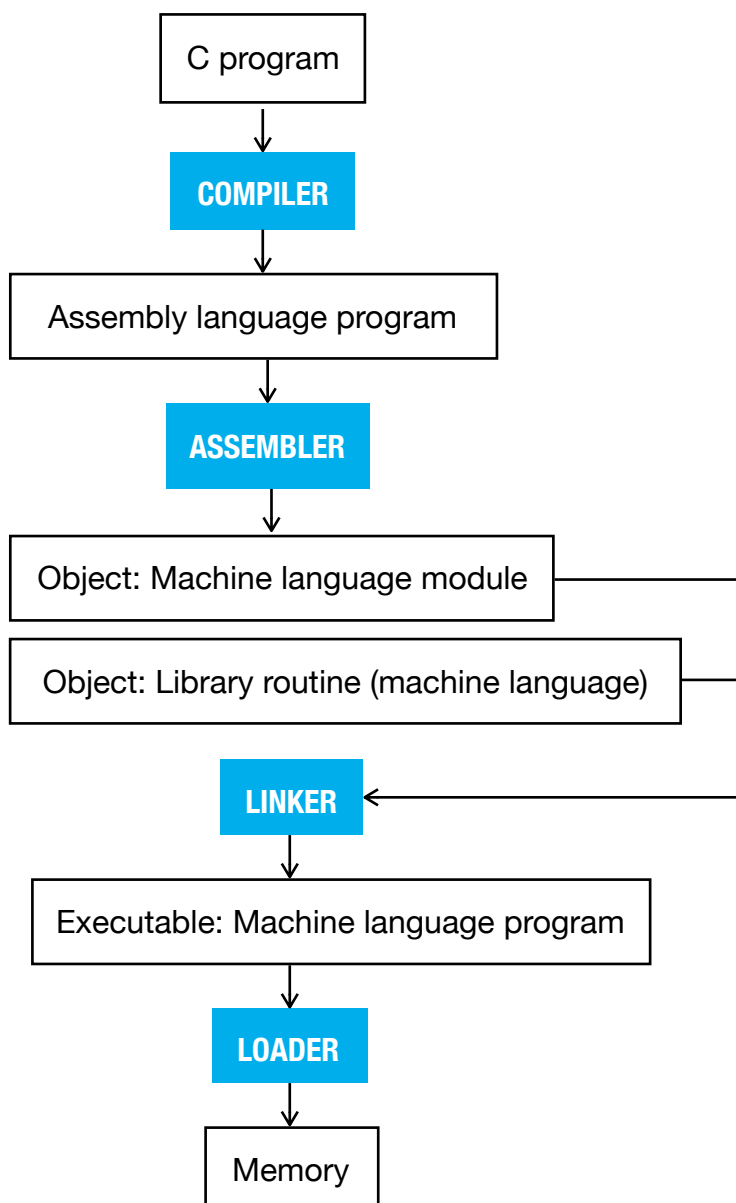 C program
COMPILER
Assembly language program
ASSEMBLER
Object: Machine language module
Object: Library routine (machine language)
LINKER
Executable: Machine language program
LOADER
Memory